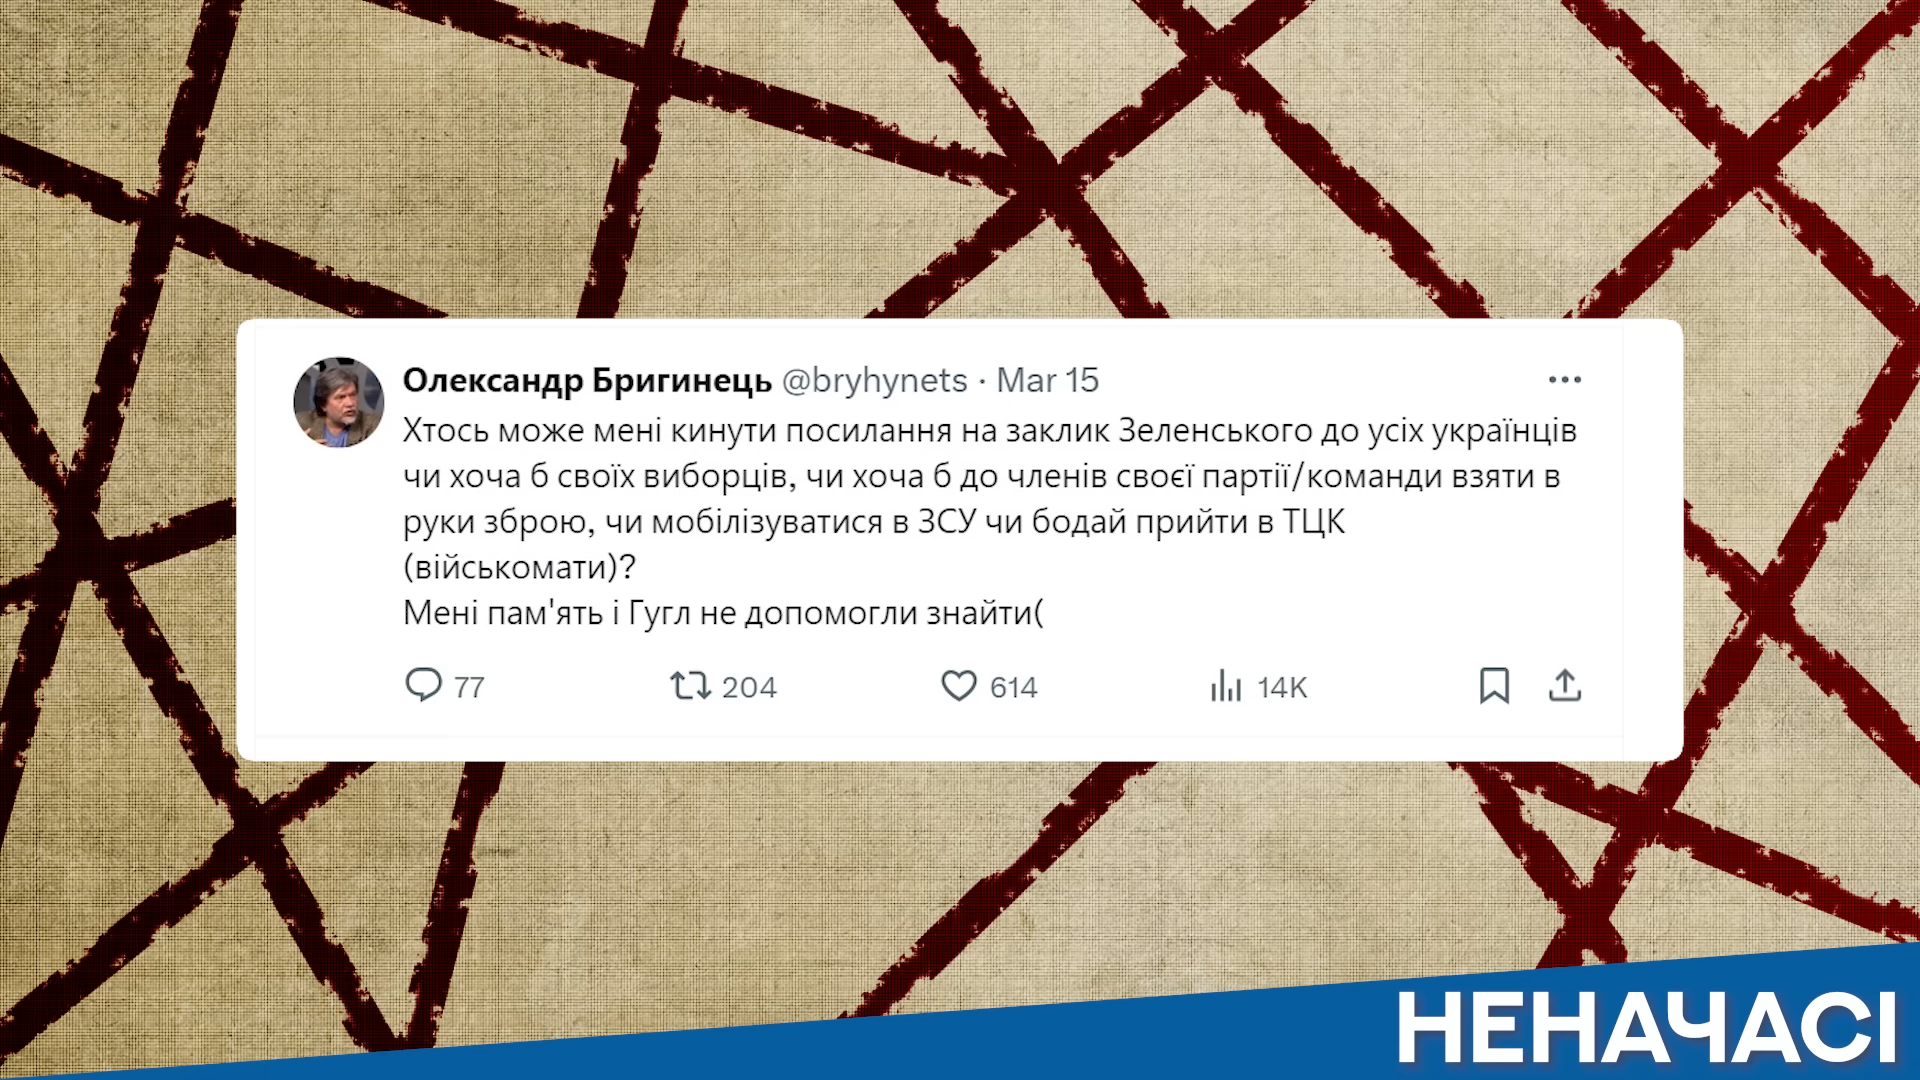 Олександр Бригинець @bryhynets · Mar 15
Хтось може мені кинути посилання на заклик Зеленського до усіх українців
чи хоча б своїх виборців, чи хоча б до членів своєї партії/команди взяти в
руки зброю, чи мобілізуватися в ЗСУ чи бодай прийти в ТЦК
(військомати)?
Мені пам'ять і Гугл не допомогли знайти(
77 204 614 14K
НЕНАЧАСІ